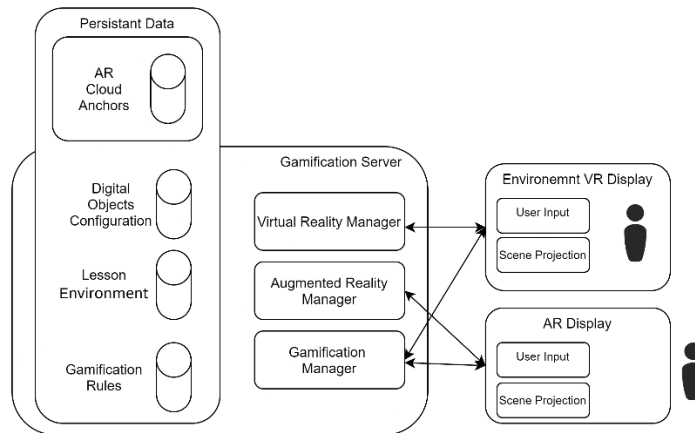 Persistant Data
AR
Cloud
Anchors
Gamification Server
Digital
Objects
Configuration
Lesson
Environment
Gamification
Rules
Virtual Reality Manager
Augmented Reality
Manager
Gamification
Manager
Environemnt VR Display
User Input
Scene Projection
AR Display
User Input
Scene Projection